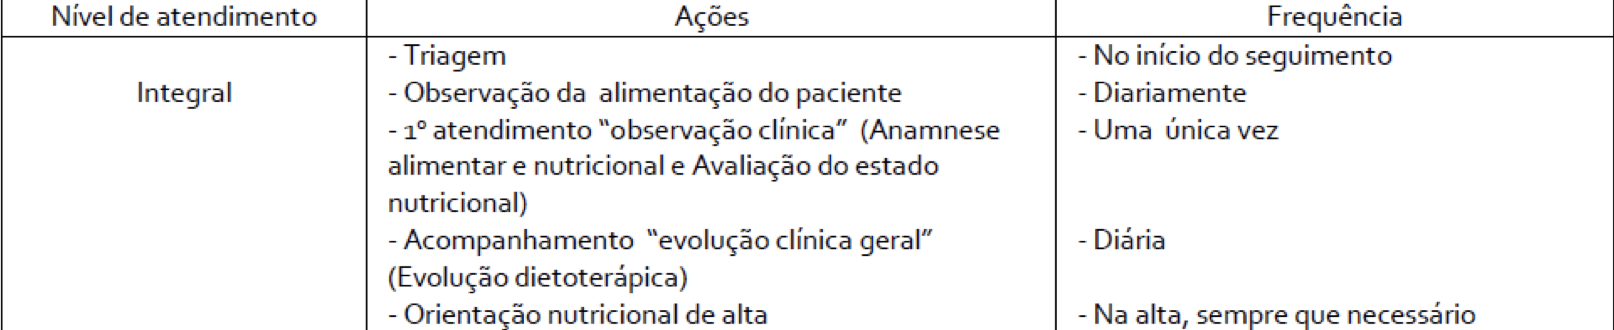 Nível de atendimento Ações Frequência
- Triagem - No início do seguimento
Integral - Observação da alimentação do paciente - Diariamente
- 1º atendimento “observação clínica” (Anamnese - Uma única vez
alimentar e nutricional e Avaliação do estado
nutricional)
- Acompanhamento “evolução clínica geral” - Diária
(Evolução dietoterápica)
- Orientação nutricional de alta - Na alta, sempre que necessário